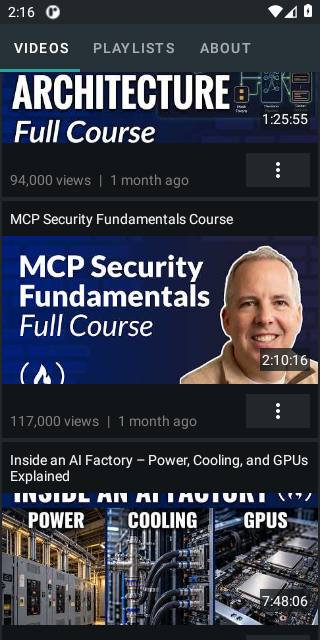 2:16
VIDEOS
PLAYLISTS
ABOUT
ARCHITECTURE
Full Course
1:25:55
94,000 views | 1 month ago
MCP Security Fundamentals Course
MCP Security
Fundamentals
Full Course
2:10:16
117,000 views | 1 month ago
Inside an AI Factory – Power, Cooling, and GPUs
Explained
INSIDE AN AI FACTORY
POWER
COOLING
GPUS
7:48:06